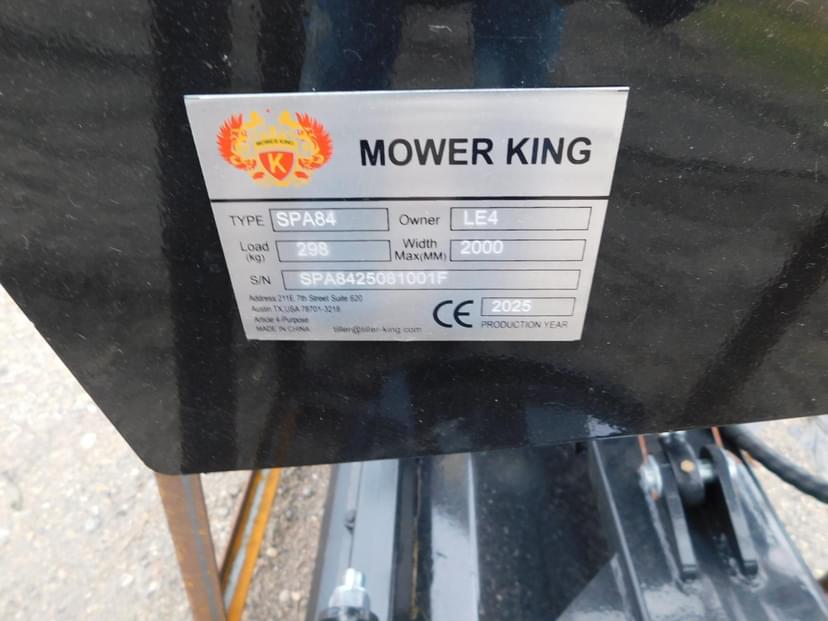 MOWER KING
K
MOWER KING
TYPE SPA84 Owner LE4
Load (kg) 298 Width Max(MM) 2000
S/N SPA8425081001F
Address 211E, 7th Street Suite 620
Austin TX,USA 78701-3218
Article 4-Purpose
MADE IN CHINA tiller@tiller-king.com
CE 2025
PRODUCTION YEAR